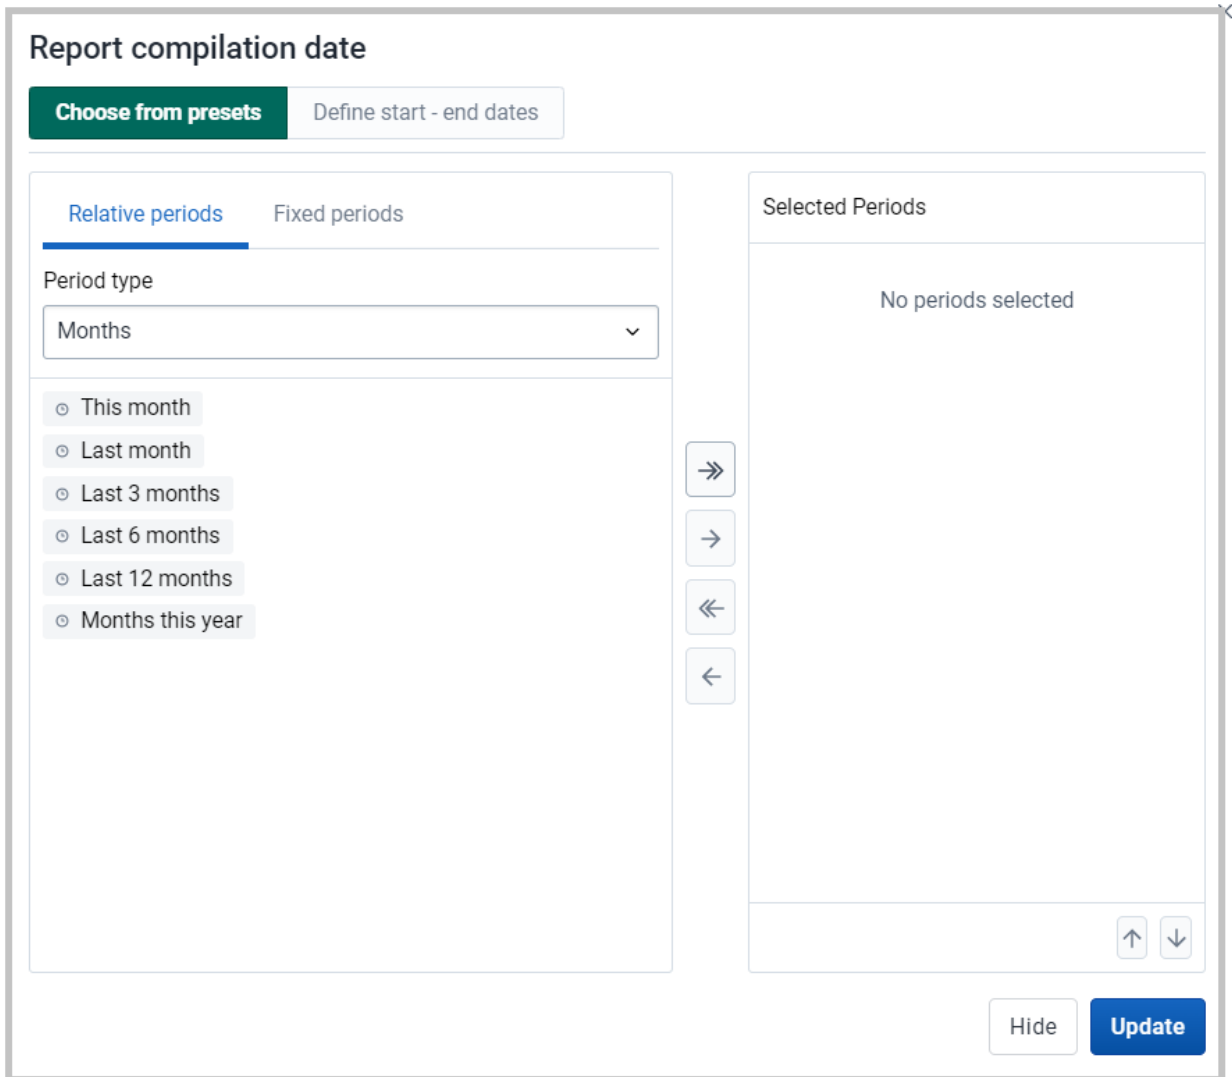 Report compilation date
Choose from presets
Define start - end dates
Relative periods
Fixed periods
Period type
Months
This month
Last month
Last 3 months
Last 6 months
Last 12 months
Months this year
Selected Periods
No periods selected
Hide
Update